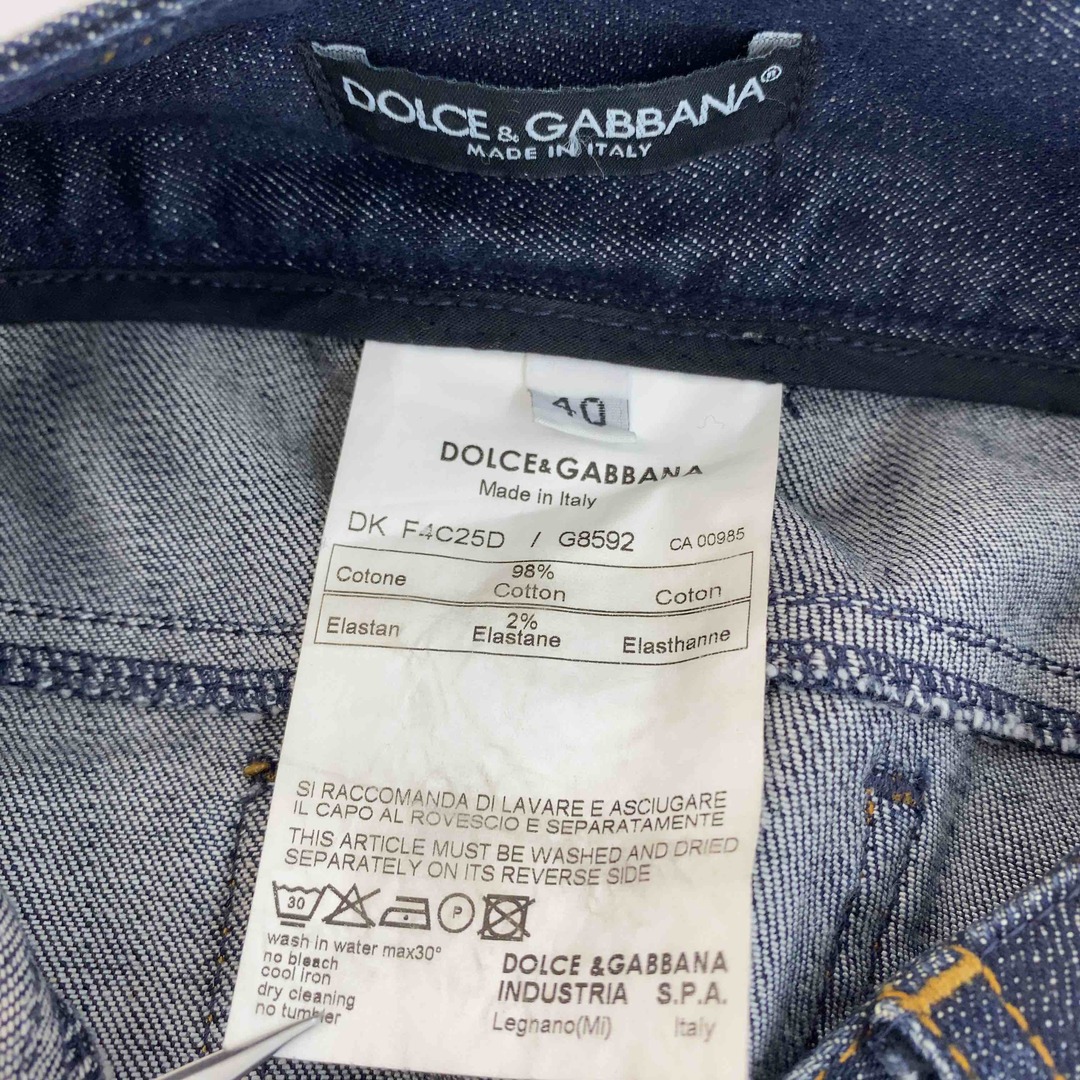 DOLCE & GABBANA®
MADE IN ITALY
40
DOLCE&GABBANA
Made in Italy
DK F4C25D / G8592 CA 00985
98%
Cotone Cotton Coton
2%
Elastan Elastane Elasthanne
SI RACCOMANDA DI LAVARE E ASCIUGARE
IL CAPO AL ROVESCIO E SEPARATAMENTE
THIS ARTICLE MUST BE WASHED AND DRIED
SEPARATELY ON ITS REVERSE SIDE
30 P
wash in water max30°
no bleach
cool iron
dry cleaning
no tumbler
DOLCE &GABBANA
INDUSTRIA S.P.A.
Legnano(Mi) Italy